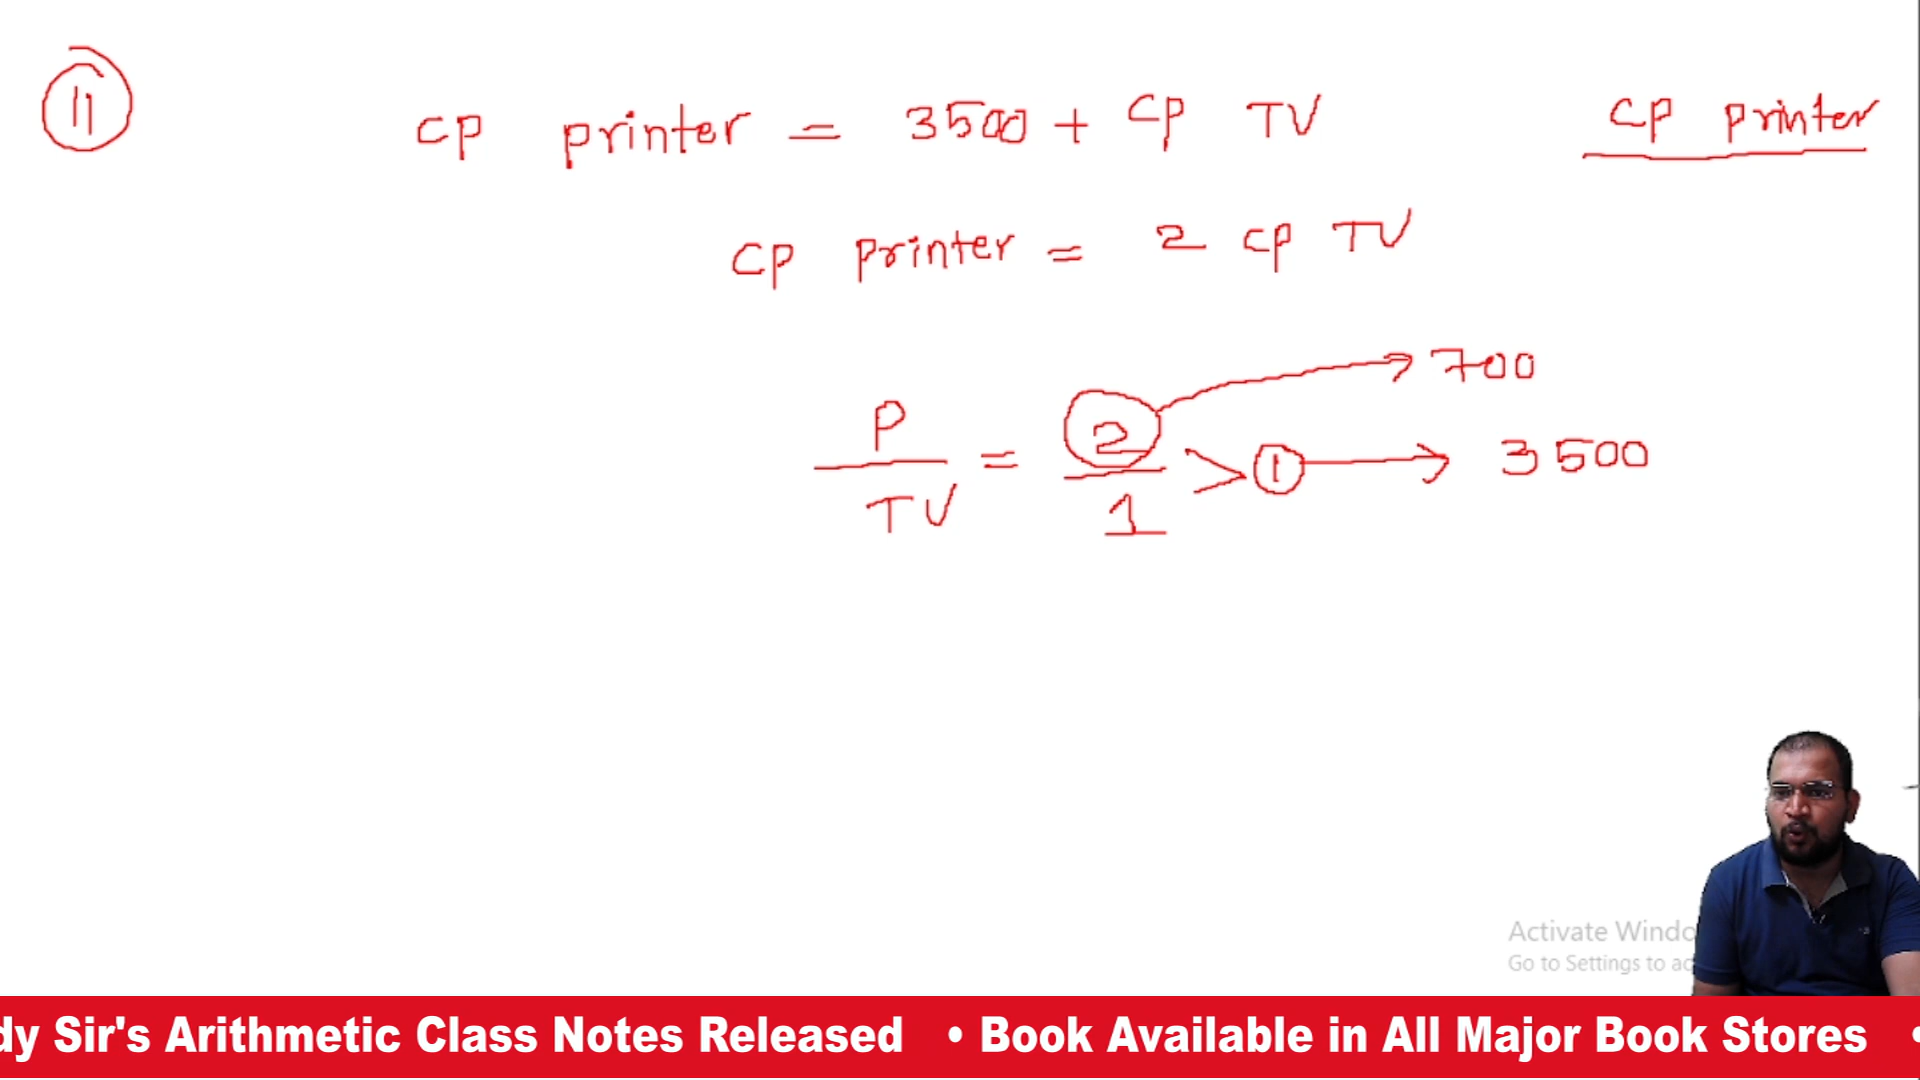 11
CP printer = 3500 + CP TV
CP printer
CP printer = 2 CP TV
P/TV = 2/1 > 1 → 3500
→ 700
Activate Windo
Go to Settings to ac
dy Sir's Arithmetic Class Notes Released • Book Available in All Major Book Stores •